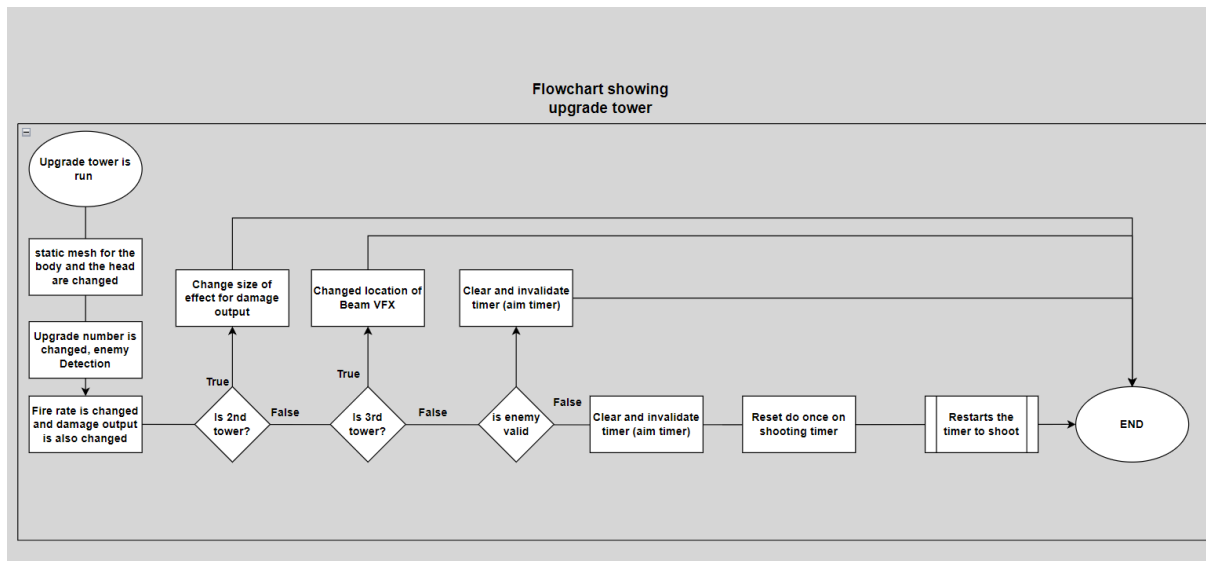 Flowchart showing
upgrade tower
Upgrade tower is
run
static mesh for the
body and the head
are changed
Upgrade number is
changed, enemy
Detection
Fire rate is changed
and damage output
is also changed
Change size of
effect for damage
output
True
Is 2nd
tower?
False
Changed location of
Beam VFX
True
Is 3rd
tower?
False
Clear and invalidate
timer (aim timer)
is enemy
valid
False
Clear and invalidate
timer (aim timer)
Reset do once on
shooting timer
Restarts the
timer to shoot
END